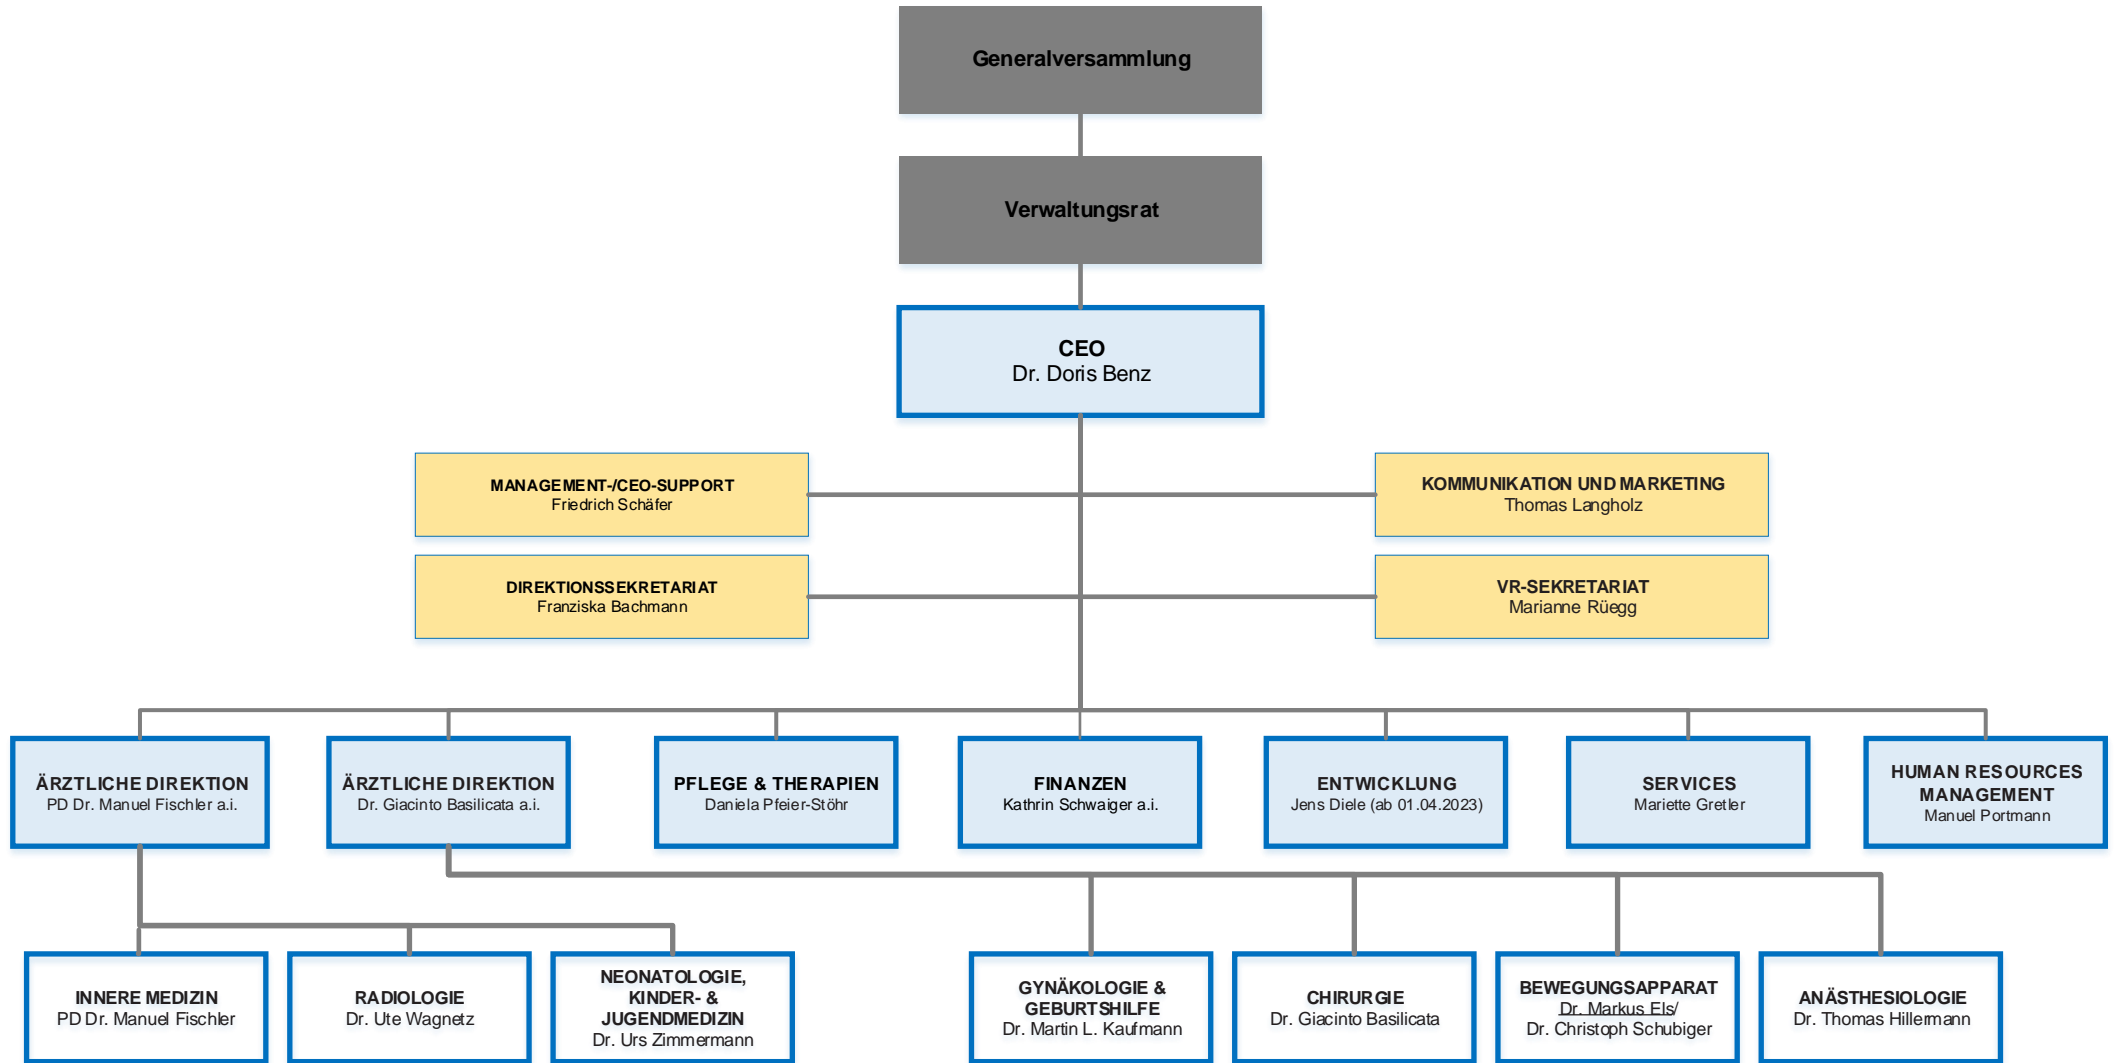 Generalversammlung
Verwaltungsrat
CEO
Dr. Doris Benz
MANAGEMENT-/CEO-SUPPORT
Friedrich Schäfer
KOMMUNIKATION UND MARKETING
Thomas Langholz
DIREKTIONSSEKRETARIAT
Franziska Bachmann
VR-SEKRETARIAT
Marianne Rüegg
ÄRZTLICHE DIREKTION
PD Dr. Manuel Fischler a.i.
ÄRZTLICHE DIREKTION
Dr. Giacinto Basilicata a.i.
PFLEGE & THERAPIEN
Daniela Pfeier-Stöhr
FINANZEN
Kathrin Schwaiger a.i.
ENTWICKLUNG
Jens Diele (ab 01.04.2023)
SERVICES
Mariette Gretler
HUMAN RESOURCES
MANAGEMENT
Manuel Portmann
INNERE MEDIZIN
PD Dr. Manuel Fischler
RADIOLOGIE
Dr. Ute Wagnetz
NEONATOLOGIE,
KINDER- &
JUGENDMEDIZIN
Dr. Urs Zimmermann
GYNÄKOLOGIE &
GEBURTSHILFE
Dr. Martin L. Kaufmann
CHIRURGIE
Dr. Giacinto Basilicata
BEWEGUNGSAPPARAT
Dr. Markus Els/
Dr. Christoph Schubiger
ANÄSTHESIOLOGIE
Dr. Thomas Hillermann